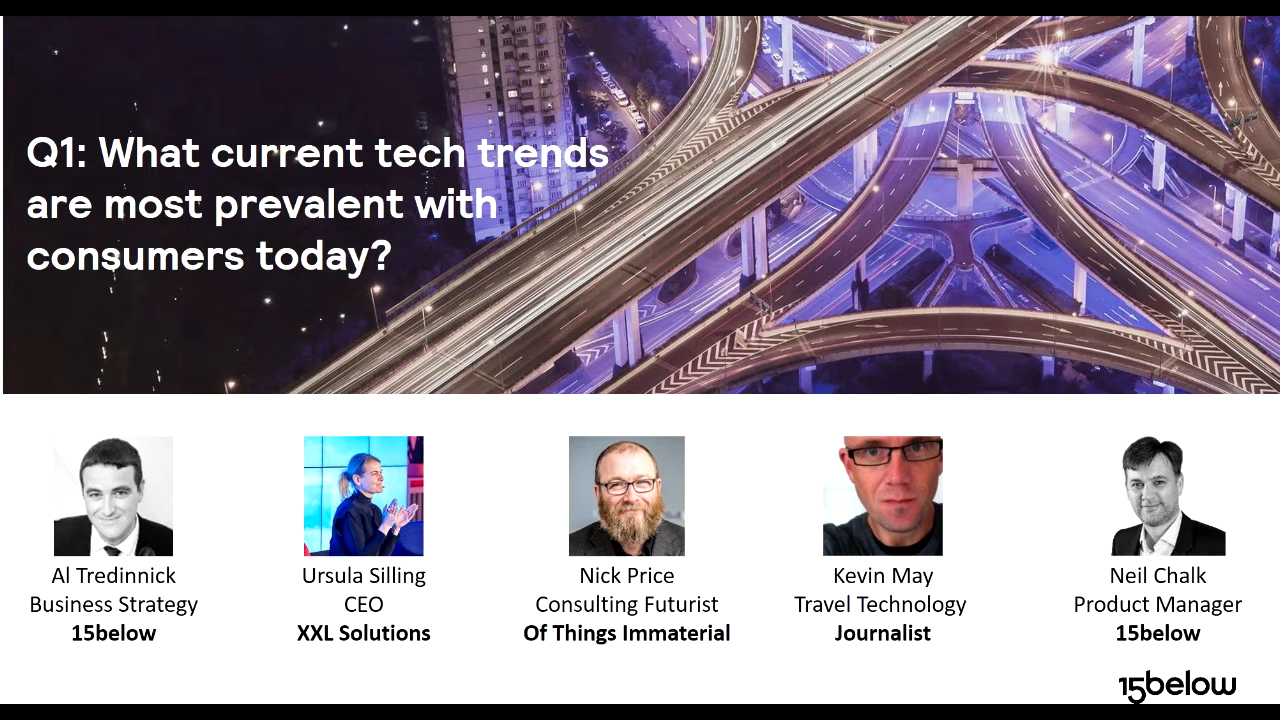 Q1: What current tech trends
are most prevalent with
consumers today?
Al Tredinnick
Business Strategy
15below
Ursula Silling
CEO
XXL Solutions
Nick Price
Consulting Futurist
Of Things Immaterial
Kevin May
Travel Technology
Journalist
Neil Chalk
Product Manager
15below
15below